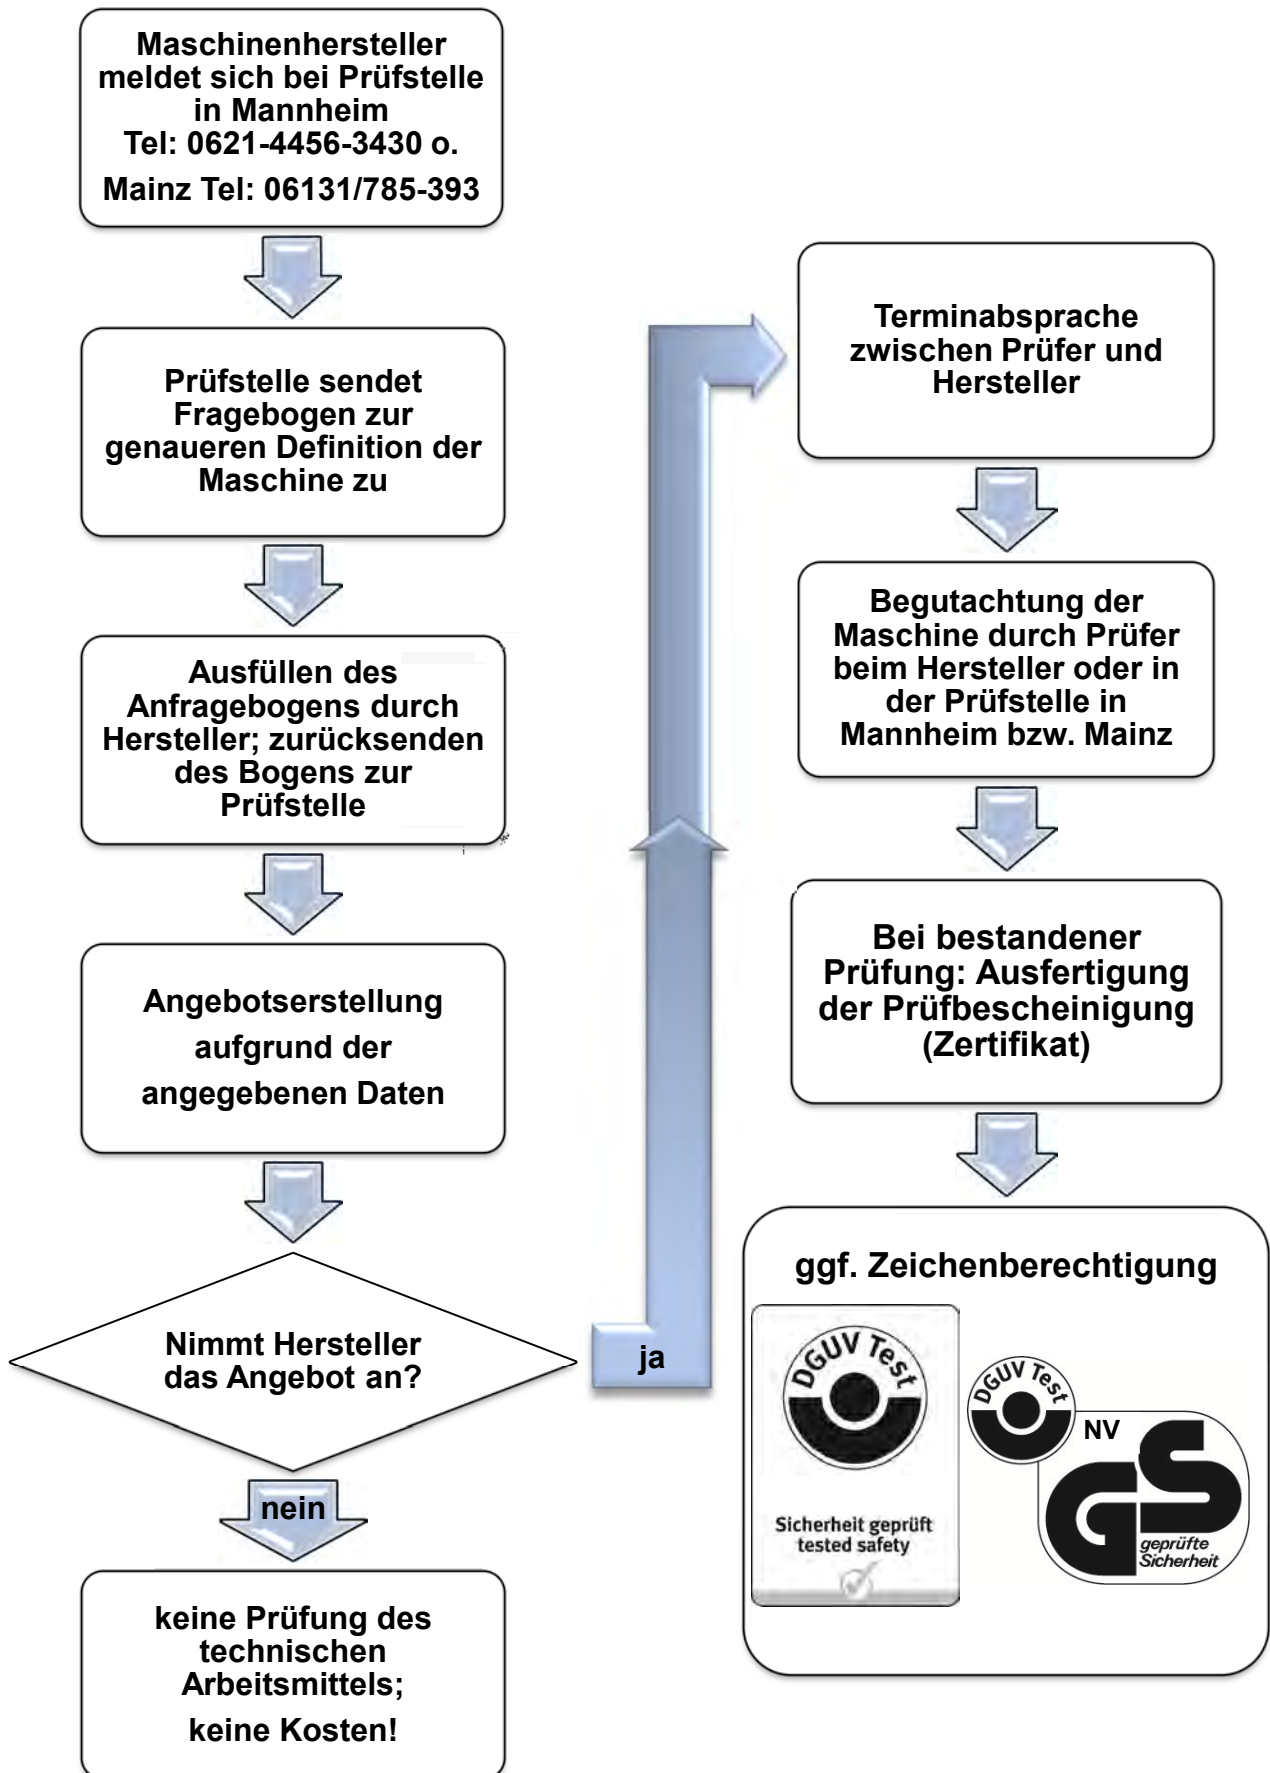 Maschinenhersteller
meldet sich bei Prüfstelle
in Mannheim
Tel: 0621-4456-3430 o.
Mainz Tel: 06131/785-393
Prüfstelle sendet
Fragebogen zur
genaueren Definition der
Maschine zu
Ausfüllen des
Anfragebogens durch
Hersteller; zurücksenden
des Bogens zur
Prüfstelle
Angebotserstellung
aufgrund der
angegebenen Daten
Nimmt Hersteller
das Angebot an?
nein
keine Prüfung des
technischen
Arbeitsmittels;
keine Kosten!
ja
Terminabsprache
zwischen Prüfer und
Hersteller
Begutachtung der
Maschine durch Prüfer
beim Hersteller oder in
der Prüfstelle in
Mannheim bzw. Mainz
Bei bestandener
Prüfung: Ausfertigung
der Prüfbescheinigung
(Zertifikat)
ggf. Zeichenberechtigung
DGUV Test
Sicherheit geprüft
tested safety
DGUV Test
NV
GS
geprüfte
Sicherheit